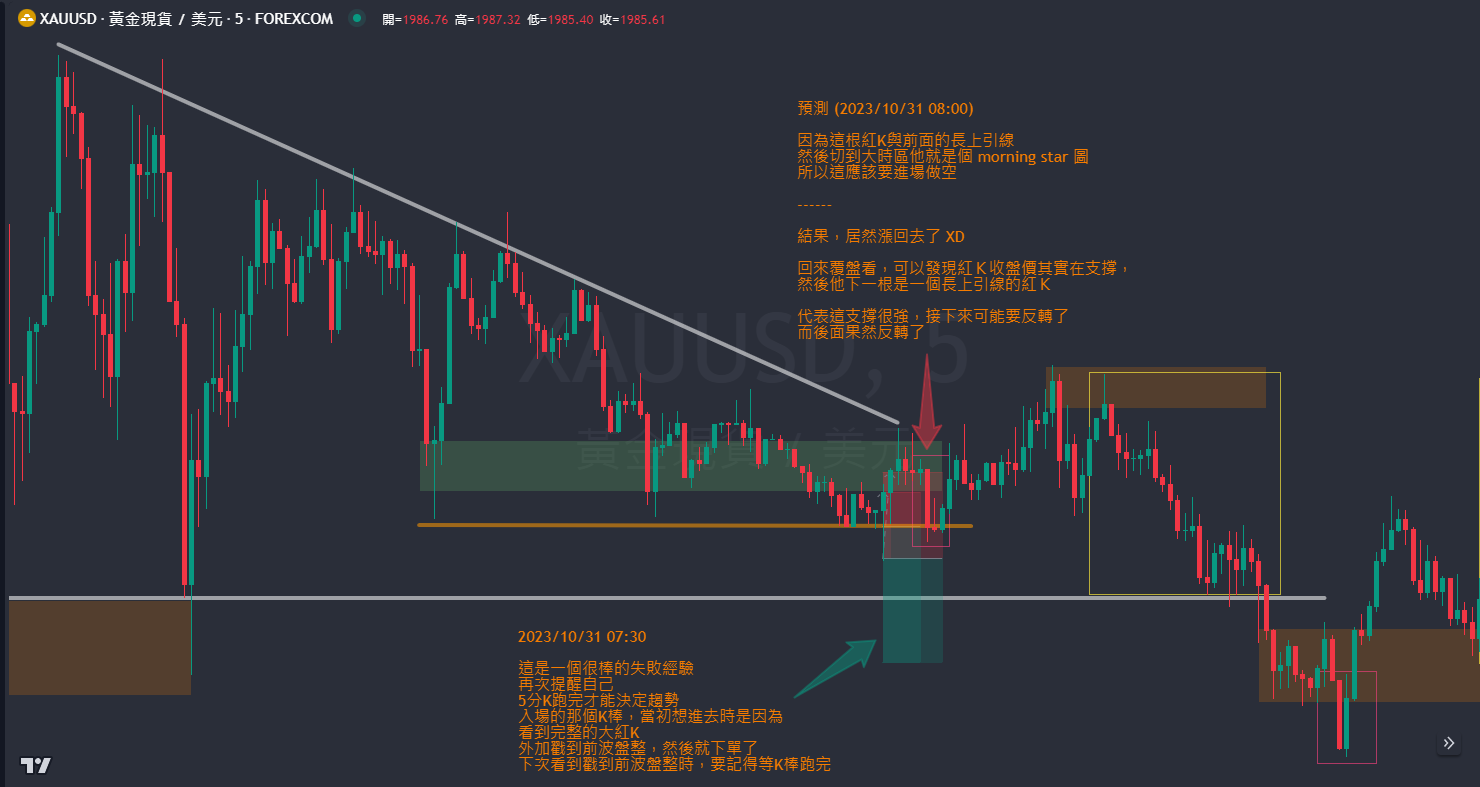 XAUUSD · 黃金現貨 / 美元 · 5 · FOREXCOM 開=1986.76 高=1987.32 低=1985.40 收=1985.61
預測 (2023/10/31 08:00)
因為這根紅K與前面的長上引線
然後切到大時區他就是個 morning star 圖
所以這應該要進場做空
------
結果，居然漲回去了 XD
回來覆盤看，可以發現紅K收盤價其實在支撐，
然後他下一根是一個長上引線的紅K
代表這支撐很強，接下來可能要反轉了
而後面果然反轉了
XAUUSD, 5
黃金現貨 / 美元
2023/10/31 07:30
這是一個很棒的失敗經驗
再次提醒自己
5分K跑完才能決定趨勢
入場的那個K棒，當初想進去時是因為
看到完整的大紅K
外加戳到前波盤整，然後就下單了
下次看到戳到前波盤整時，要記得等K棒跑完